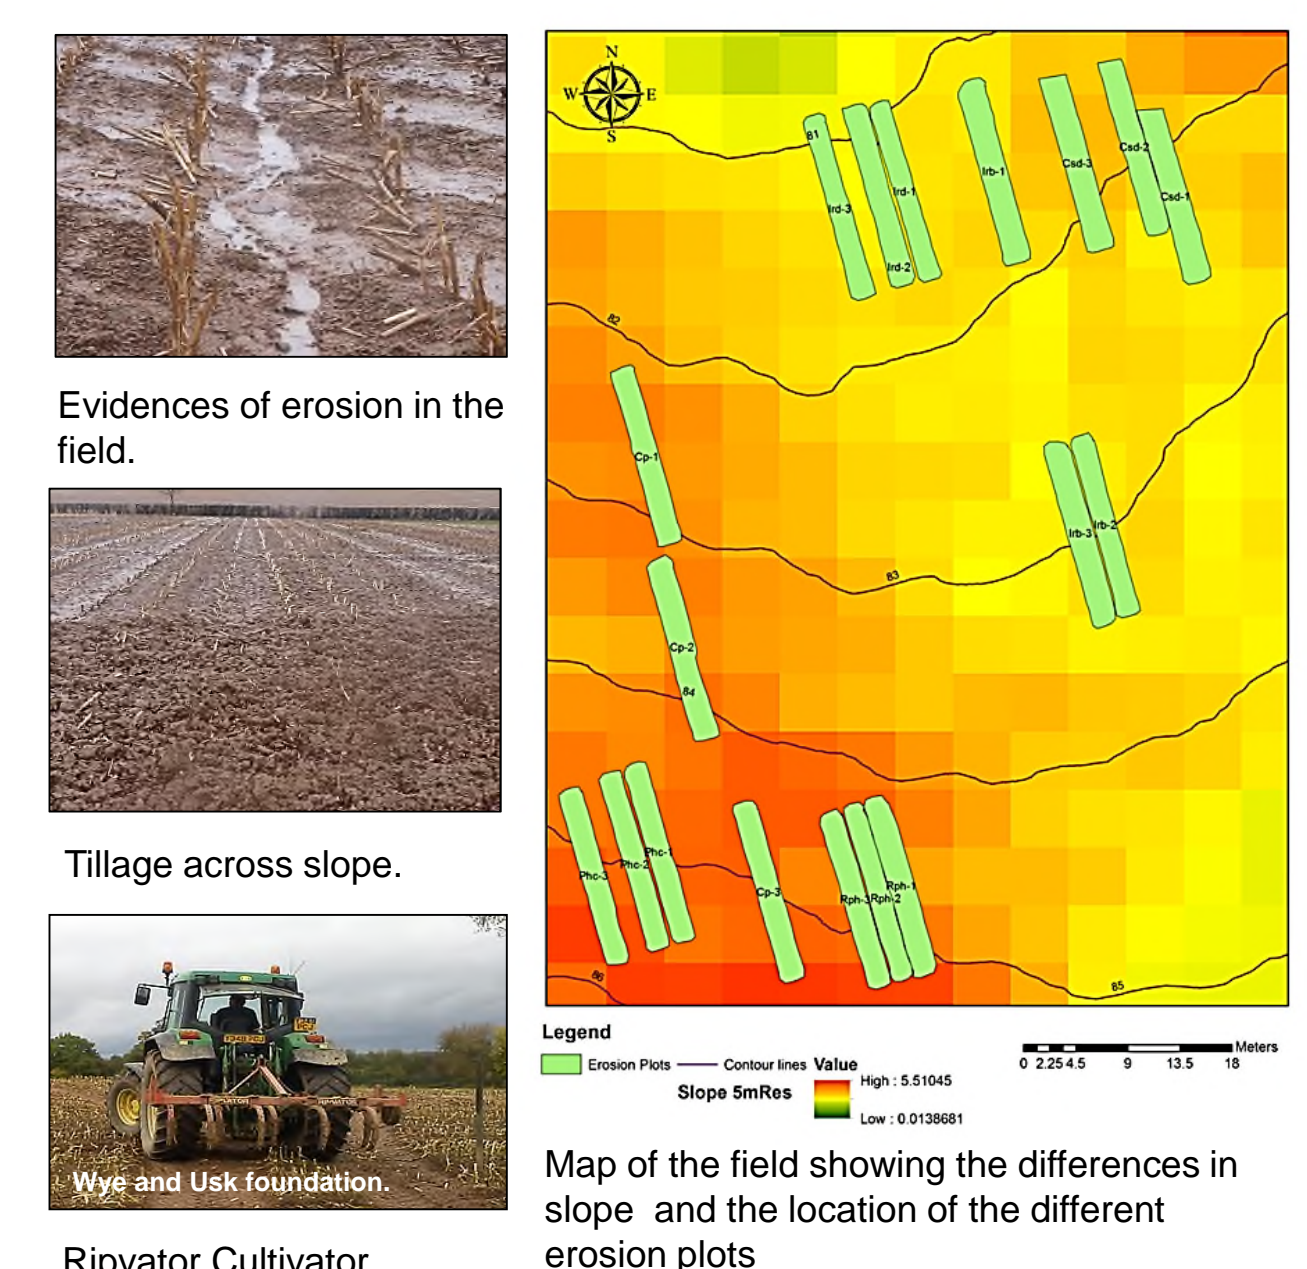 Evidences of erosion in the
field.
Tillage across slope.
Wye and Usk foundation.
Ripvator Cultivator
N
W E
S
81
Ird-3
Ird-1
Ird-2
Irb-1
Csd-3
Csd-2
Csd-1
82
Cp-1
83
Irb-3
Irb-2
Cp-2
84
Phc-1
Phc-2
Phc-3
Cp-3
Rph-1
Rph-2
Rph-3
85
86
Legend
Erosion Plots
Contour lines
Value
Slope 5mRes
High : 5.51045
Low : 0.0138681
Meters
0 2.25 4.5 9 13.5 18
Map of the field showing the differences in
slope and the location of the different
erosion plots